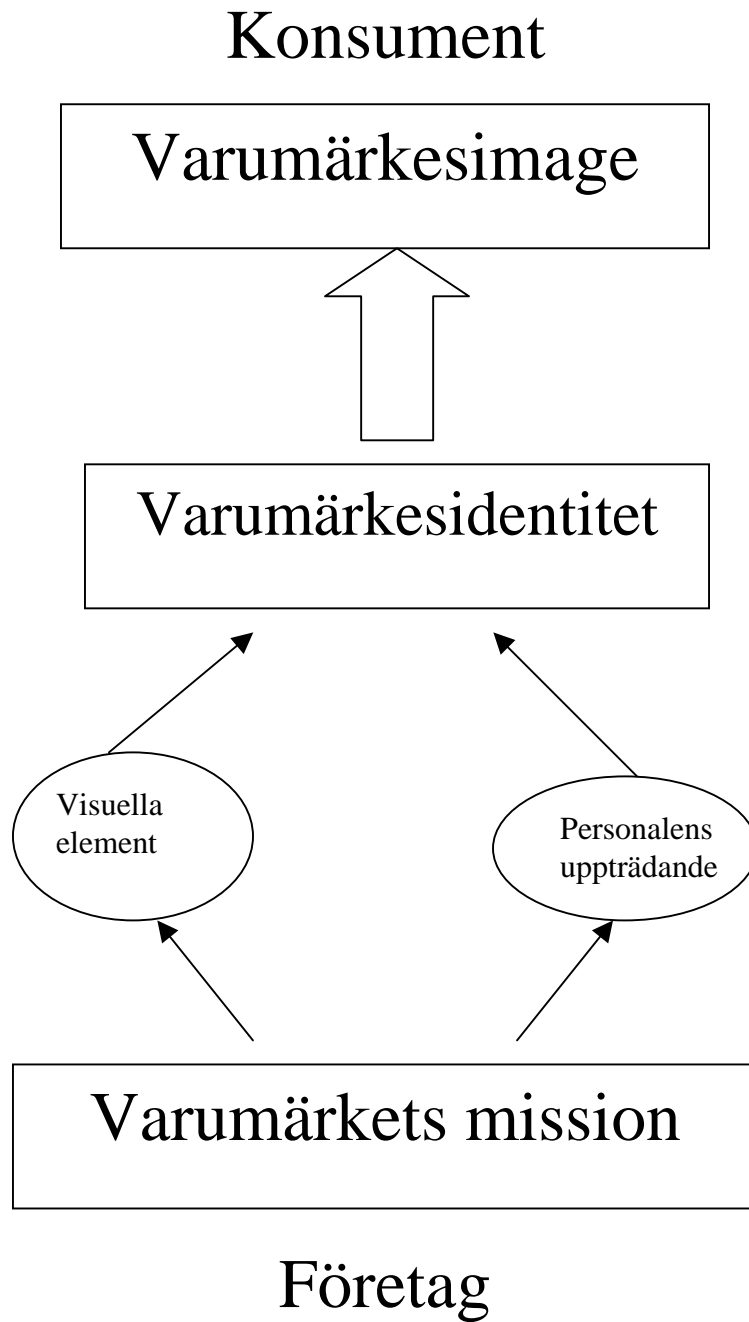 Konsument
Varumärkesimage
Varumärkesidentitet
Visuella
element
Personalens
uppträdande
Varumärkets mission
Företag